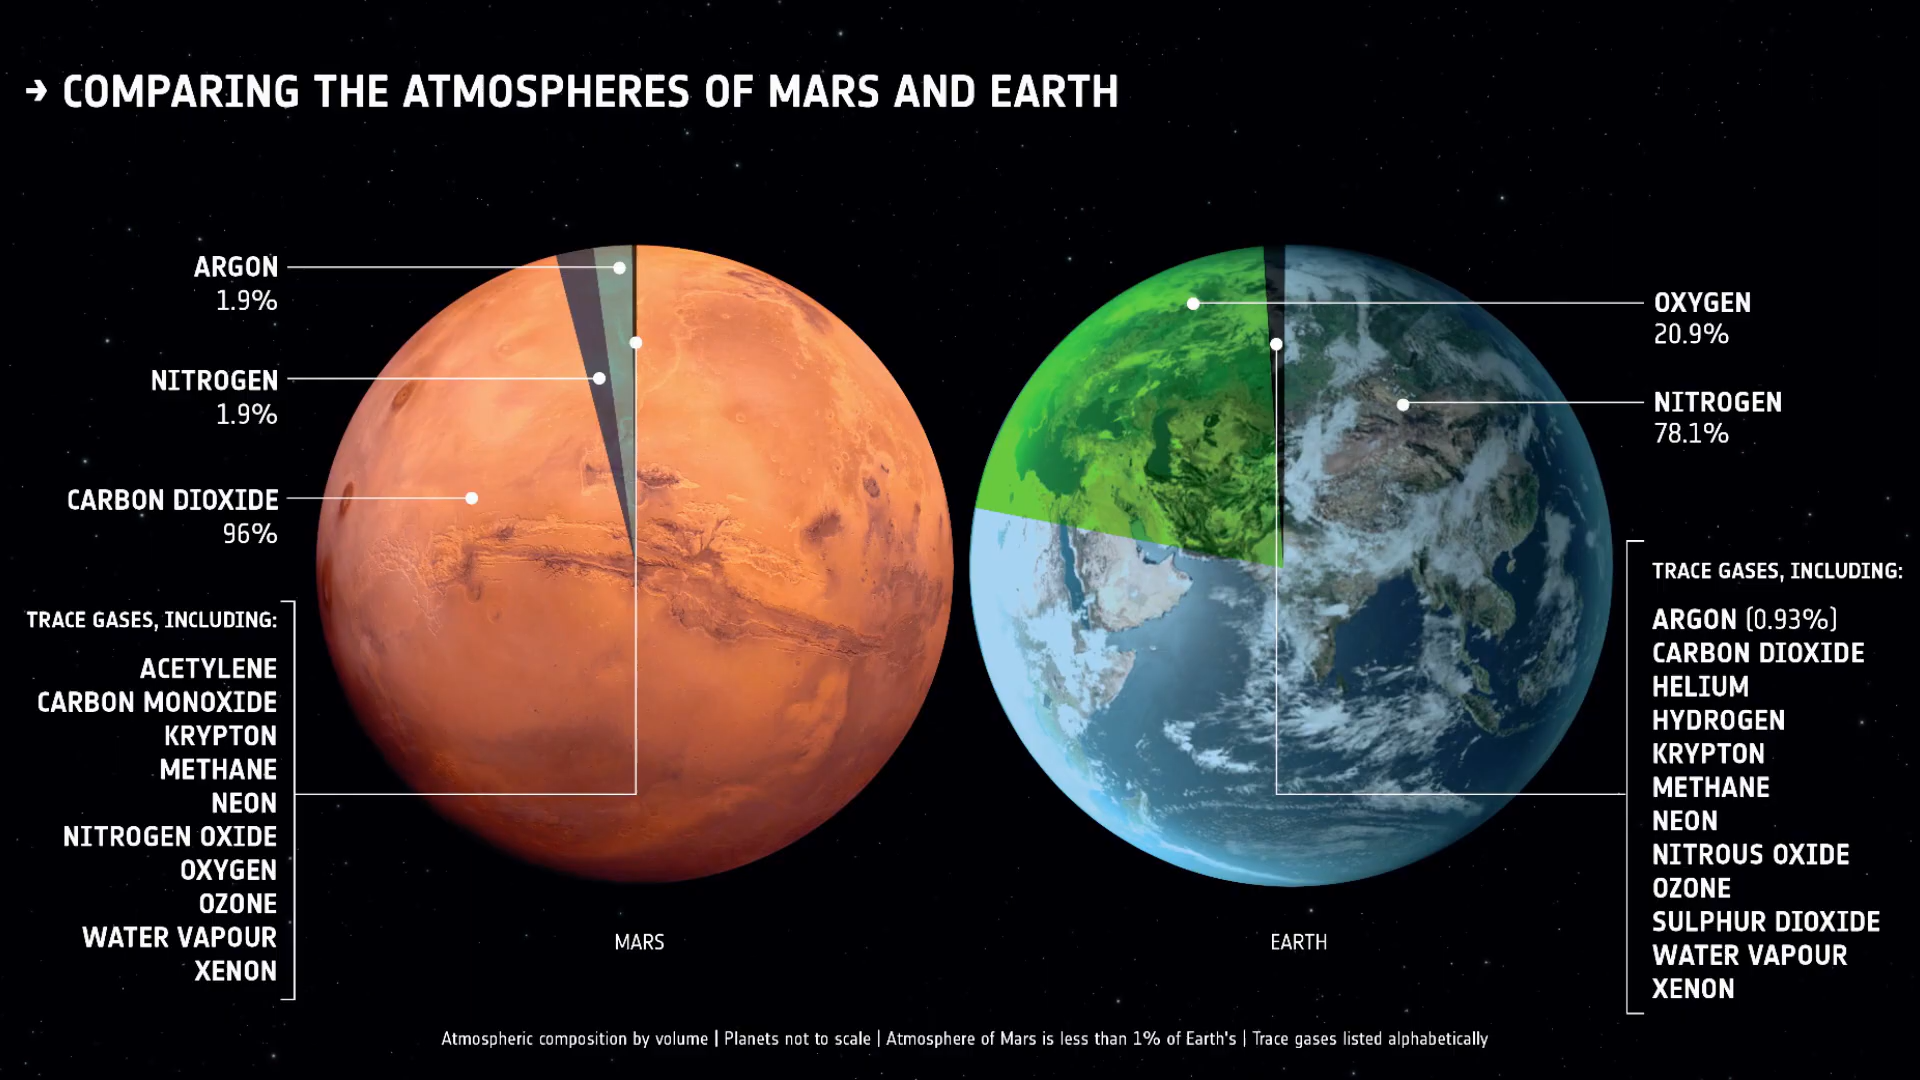 → COMPARING THE ATMOSPHERES OF MARS AND EARTH
ARGON
1.9%
NITROGEN
1.9%
CARBON DIOXIDE
96%
TRACE GASES, INCLUDING:
ACETYLENE
CARBON MONOXIDE
KRYPTON
METHANE
NEON
NITROGEN OXIDE
OXYGEN
OZONE
WATER VAPOUR
XENON
MARS
OXYGEN
20.9%
NITROGEN
78.1%
TRACE GASES, INCLUDING:
ARGON (0.93%)
CARBON DIOXIDE
HELIUM
HYDROGEN
KRYPTON
METHANE
NEON
NITROUS OXIDE
OZONE
SULPHUR DIOXIDE
WATER VAPOUR
XENON
EARTH
Atmospheric composition by volume | Planets not to scale | Atmosphere of Mars is less than 1% of Earth's | Trace gases listed alphabetically